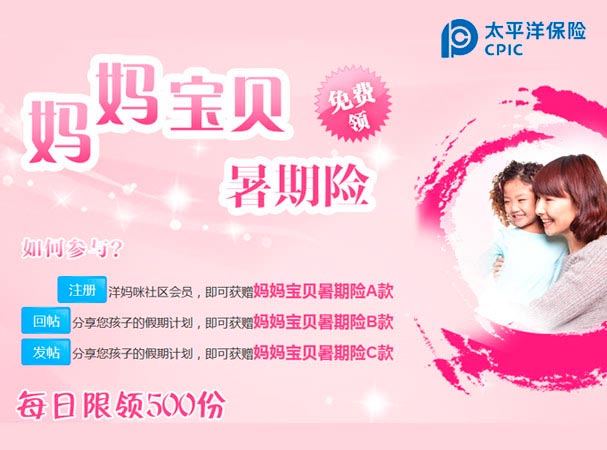 太平洋保险
CPIC
妈妈宝贝
免费
领
暑期险
如何参与?
注册 洋妈咪社区会员，即可获赠妈妈宝贝暑期险A款
回帖 分享您孩子的假期计划，即可获赠妈妈宝贝暑期险B款
发帖 分享您孩子的假期计划，即可获赠妈妈宝贝暑期险C款
每日限领500份